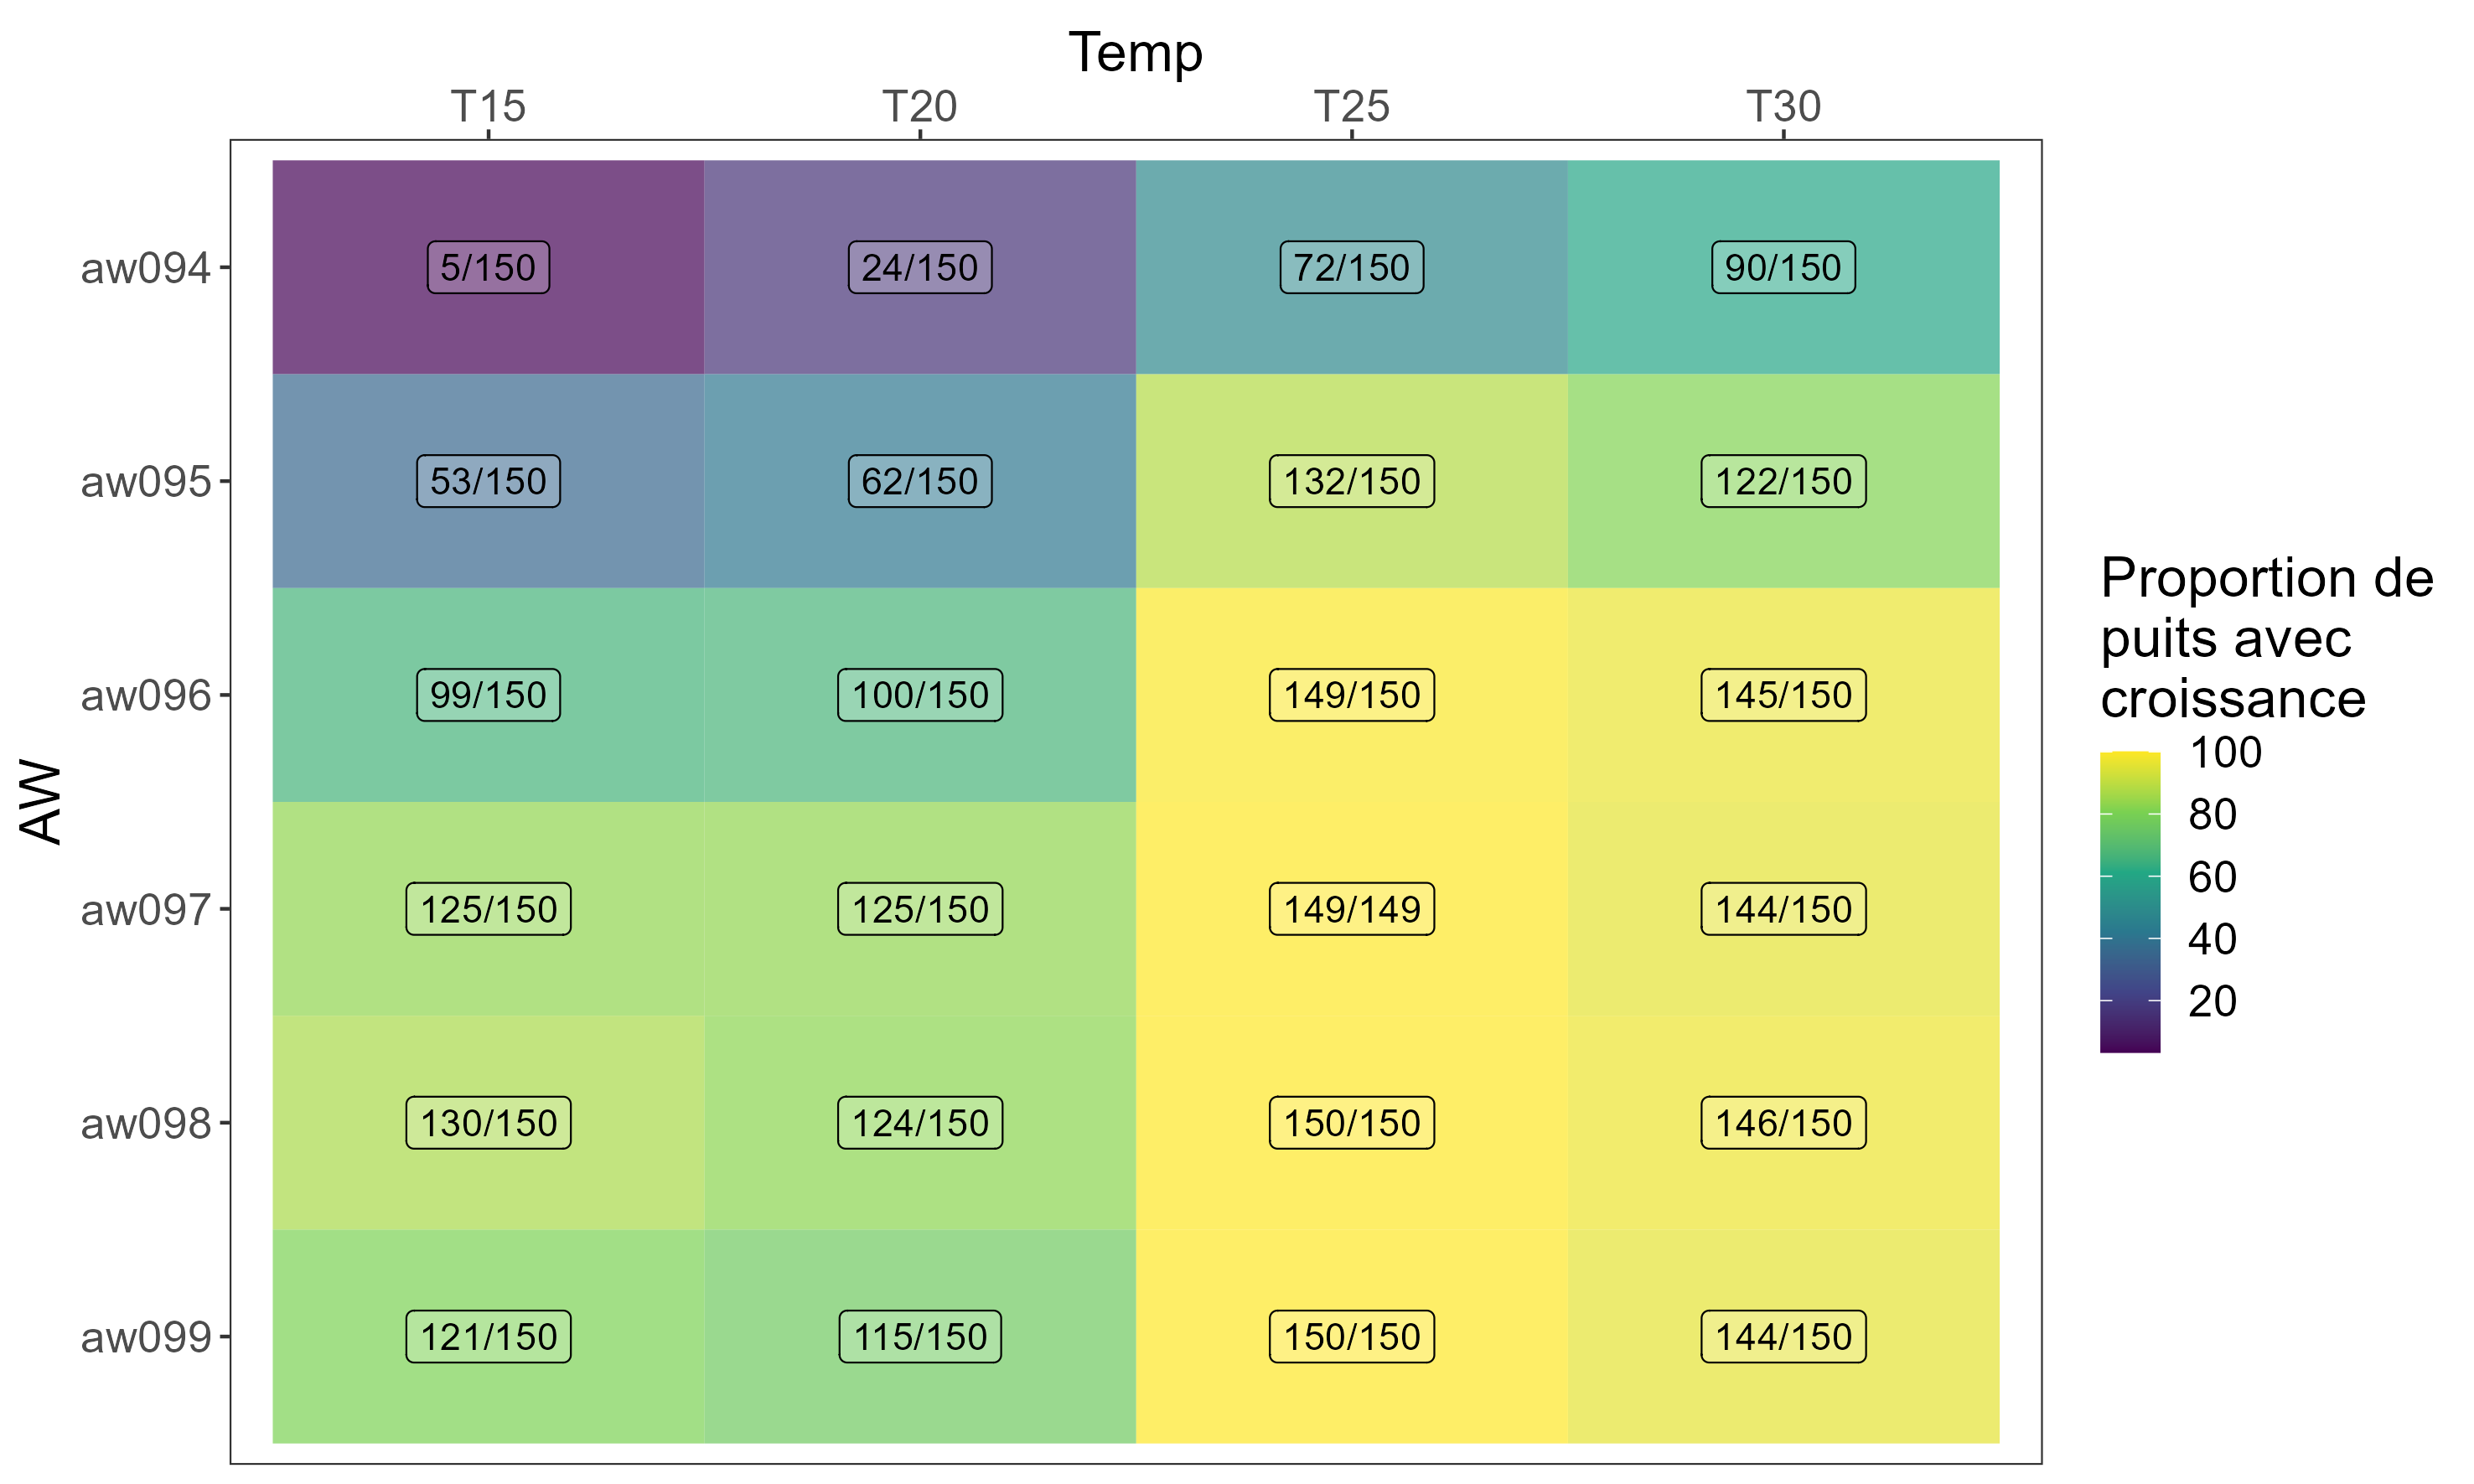 Temp
T15 T20 T25 T30
aw094 5/150 24/150 72/150 90/150
aw095 53/150 62/150 132/150 122/150
aw096 99/150 100/150 149/150 145/150
aw097 125/150 125/150 149/149 144/150
aw098 130/150 124/150 150/150 146/150
aw099 121/150 115/150 150/150 144/150
AW
Proportion de
puits avec
croissance
100
80
60
40
20